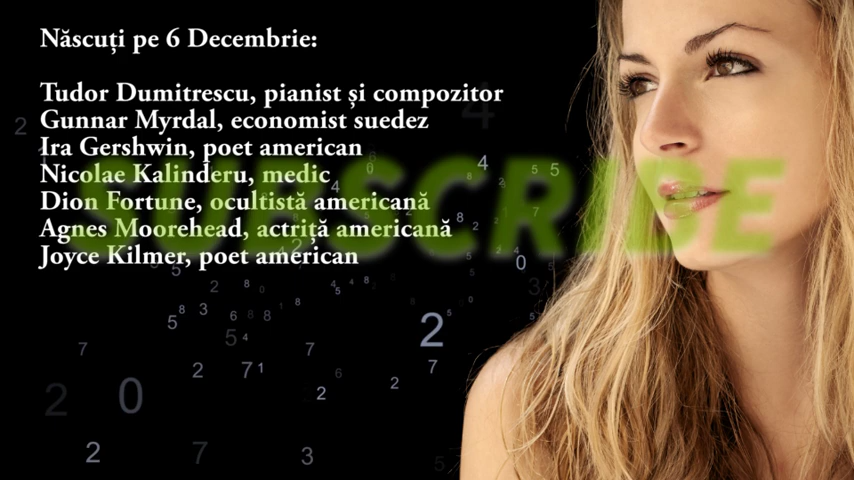 Născuți pe 6 Decembrie:
Tudor Dumitrescu, pianist și compozitor
Gunnar Myrdal, economist suedez
Ira Gershwin, poet american
Nicolae Kalinderu, medic
Dion Fortune, ocultistă americană
Agnes Moorehead, actriță americană
Joyce Kilmer, poet american
SUBSCRIBE